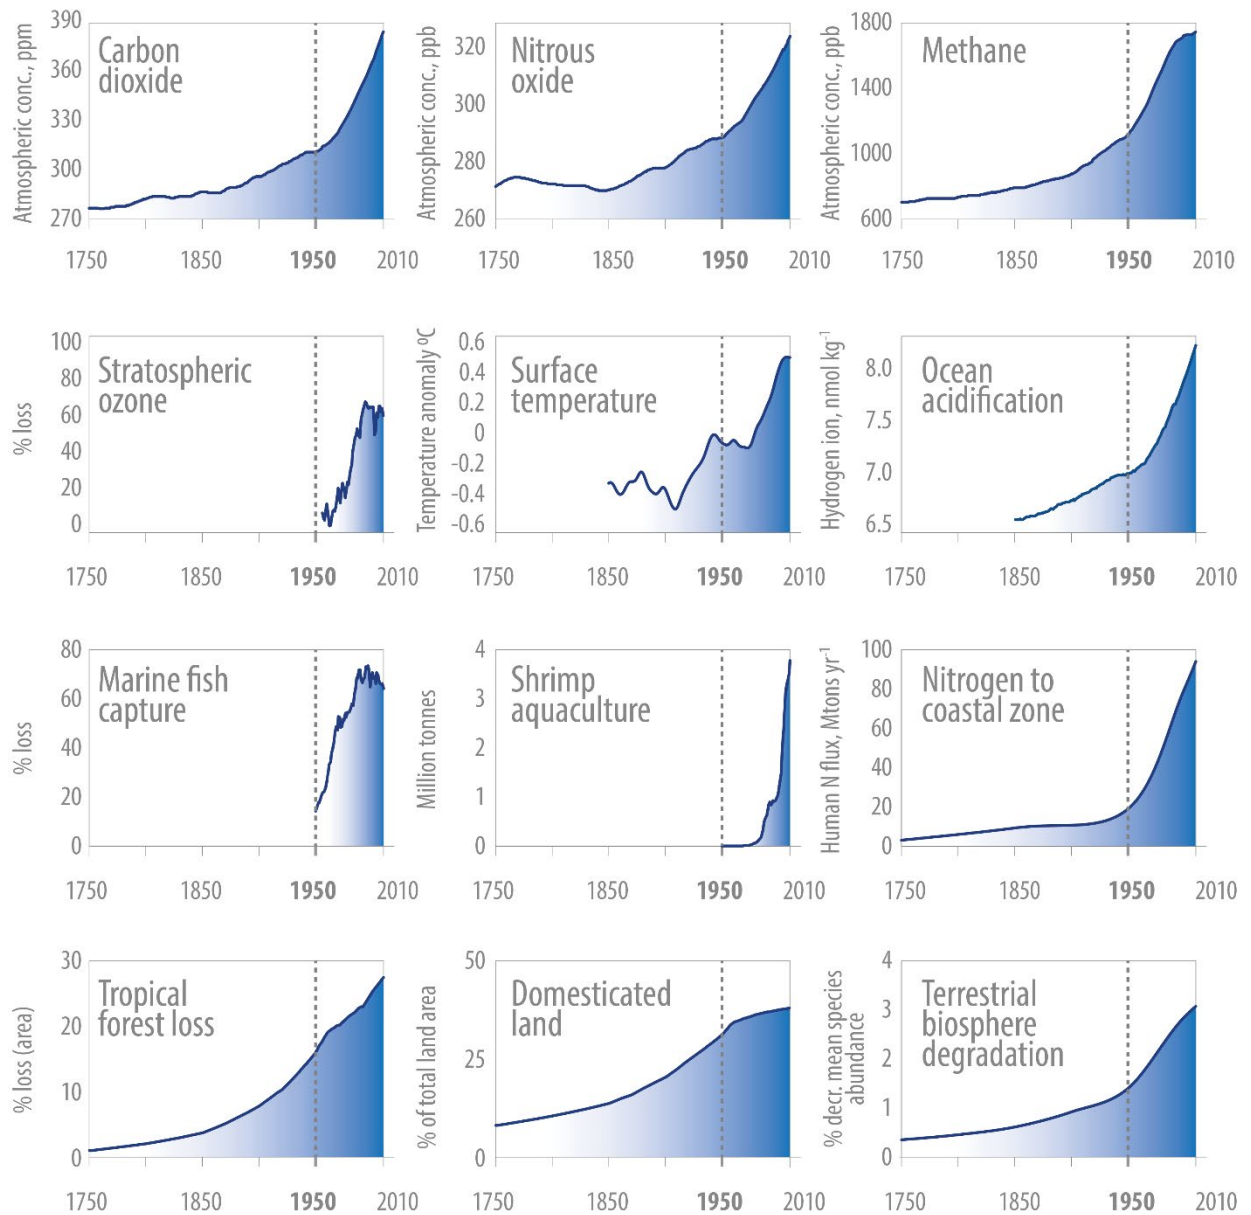 Atmospheric conc., ppm
390
360
330
300
270
Carbon
dioxide
1750
1850
1950
2010
Atmospheric conc., ppb
320
300
280
260
Nitrous
oxide
1750
1850
1950
2010
Atmospheric conc., ppb
1800
1400
1000
600
Methane
1750
1850
1950
2010
% loss
100
80
60
40
20
0
Stratospheric
ozone
1750
1850
1950
2010
Temperature anomaly ºC
0.6
0.4
0.2
0
-0.2
-0.4
-0.6
Surface
temperature
1750
1850
1950
2010
Hydrogen ion, nmol kg⁻¹
8.0
7.5
7.0
6.5
Ocean
acidification
1750
1850
1950
2010
% loss
80
60
40
20
0
Marine fish
capture
1750
1850
1950
2010
Million tonnes
4
3
2
1
0
Shrimp
aquaculture
1750
1850
1950
2010
Human N flux, Mtons yr⁻¹
100
80
60
40
20
0
Nitrogen to
coastal zone
1750
1850
1950
2010
% loss (area)
30
20
10
0
Tropical
forest loss
1750
1850
1950
2010
% of total land area
50
25
0
Domesticated
land
1750
1850
1950
2010
% decr. mean species
abundance
4
3
2
1
0
Terrestrial
biosphere
degradation
1750
1850
1950
2010